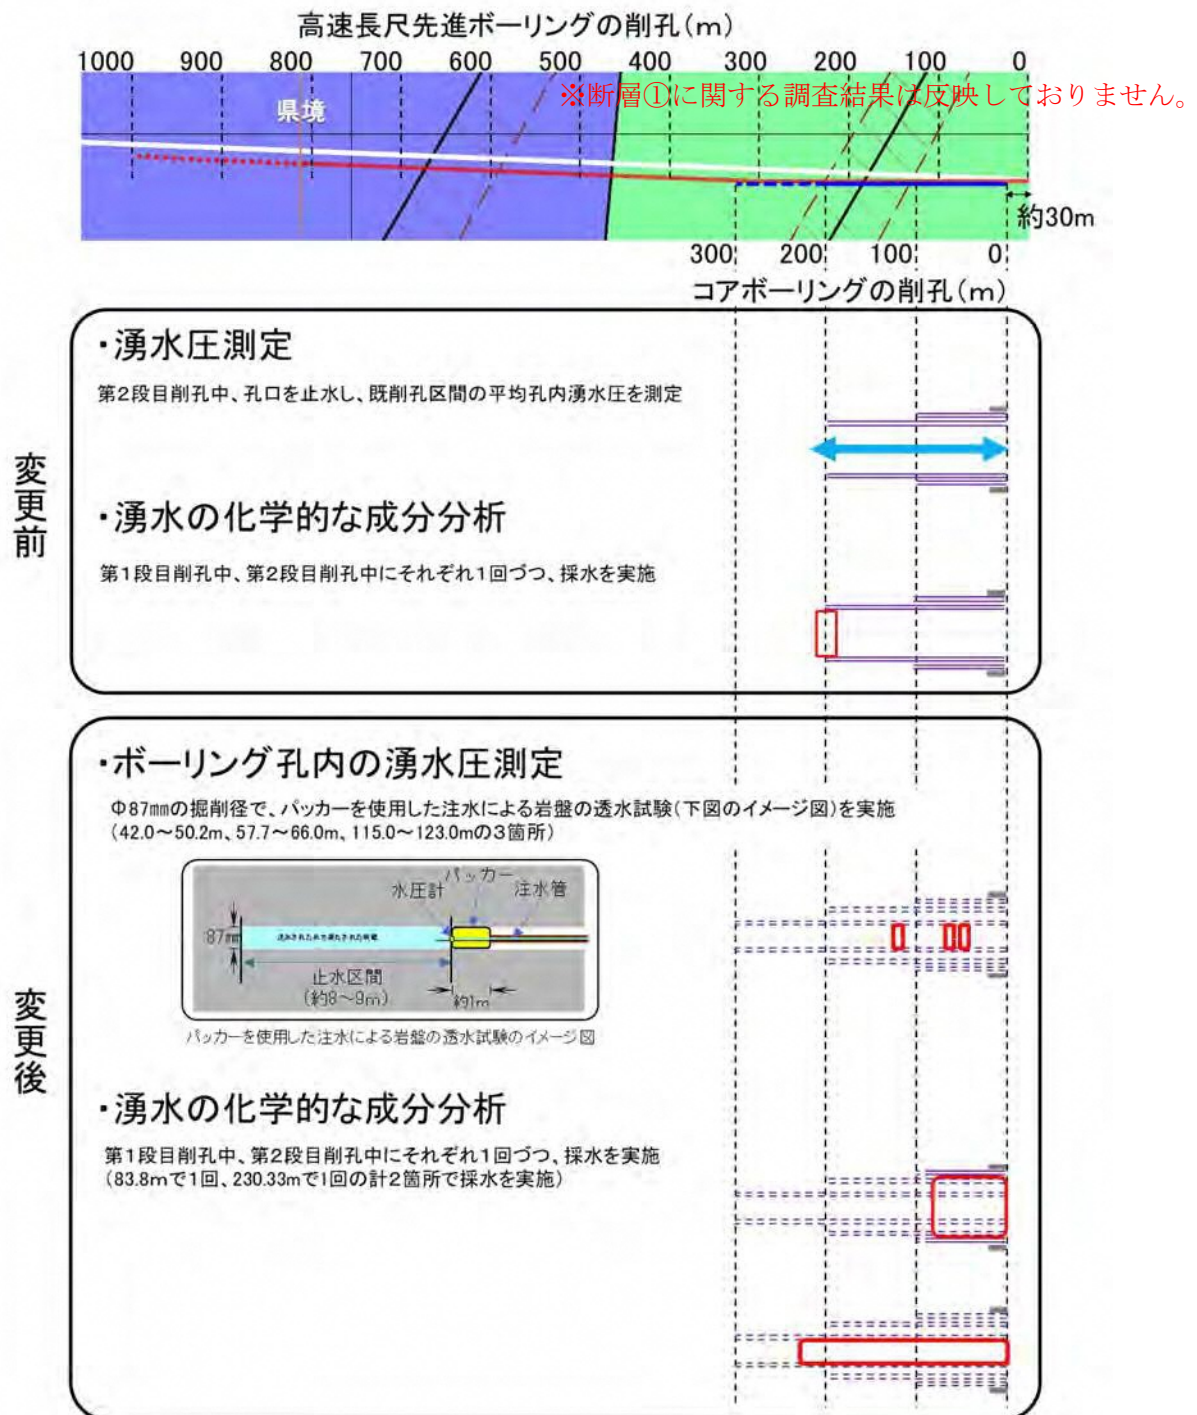 高速長尺先進ボーリングの削孔(m)
1000 900 800 700 600 500 400 300 200 100 0
※断層①に関する調査結果は反映しておりません。
県境
約30m
300 200 100 0
コアボーリングの削孔(m)
変更前
・湧水圧測定
第2段目削孔中、孔口を止水し、既削孔区間の平均孔内湧水圧を測定
・湧水の化学的な成分分析
第1段目削孔中、第2段目削孔中にそれぞれ1回づつ、採水を実施
変更後
・ボーリング孔内の湧水圧測定
Φ87㎜の掘削径で、パッカーを使用した注水による岩盤の透水試験(下図のイメージ図)を実施
(42.0～50.2m、57.7～66.0m、115.0～123.0mの3箇所)
パッカー
水圧計
注水管
87㎜
止水区間
(約8～9m)
約1m
パッカーを使用した注水による岩盤の透水試験のイメージ図
・湧水の化学的な成分分析
第1段目削孔中、第2段目削孔中にそれぞれ1回づつ、採水を実施
(83.8mで1回、230.33mで1回の計2箇所で採水を実施)